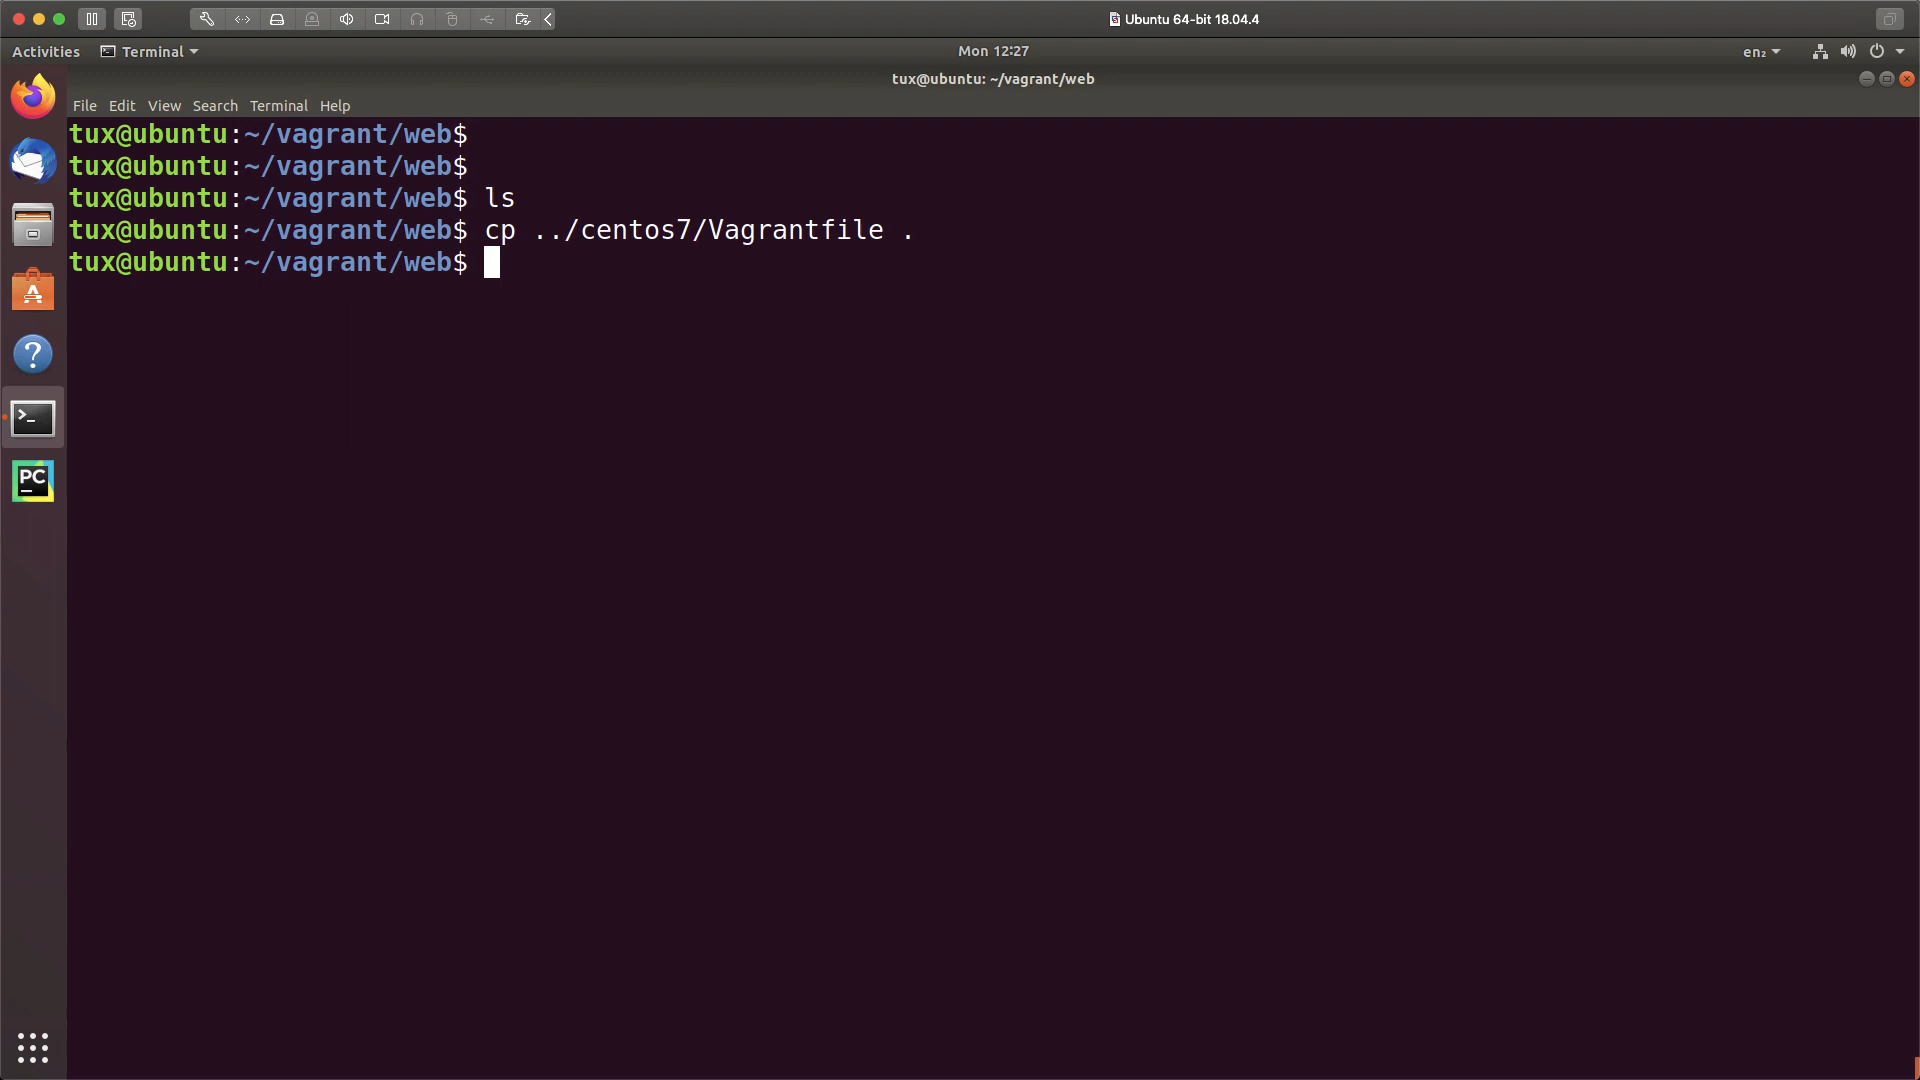 Ubuntu 64-bit 18.04.4
Activities Terminal Mon 12:27 en₂
tux@ubuntu: ~/vagrant/web
File Edit View Search Terminal Help
tux@ubuntu:~/vagrant/web$
tux@ubuntu:~/vagrant/web$
tux@ubuntu:~/vagrant/web$ ls
tux@ubuntu:~/vagrant/web$ cp ../centos7/Vagrantfile .
tux@ubuntu:~/vagrant/web$
PC